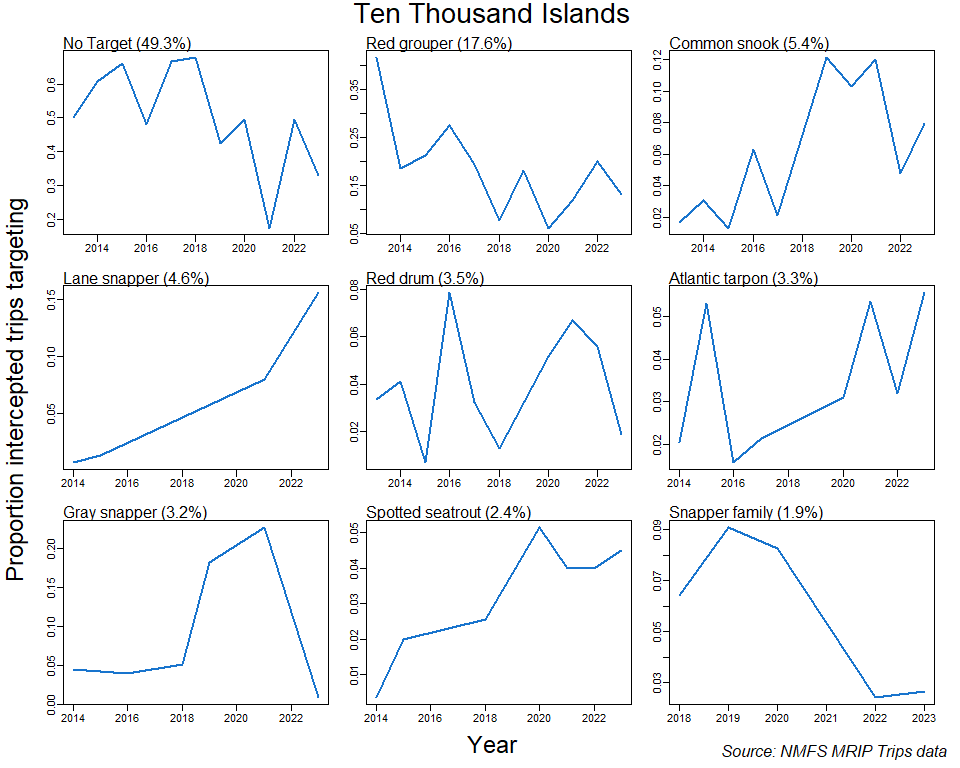 Ten Thousand Islands
No Target (49.3%)
0.2 0.3 0.4 0.5 0.6
2014 2016 2018 2020 2022
Red grouper (17.6%)
0.05 0.15 0.25 0.35
2014 2016 2018 2020 2022
Common snook (5.4%)
0.02 0.04 0.06 0.08 0.10 0.12
2014 2016 2018 2020 2022
Lane snapper (4.6%)
0.05 0.10 0.15
2014 2016 2018 2020 2022
Red drum (3.5%)
0.02 0.04 0.06 0.08
2014 2016 2018 2020 2022
Atlantic tarpon (3.3%)
0.02 0.03 0.04 0.05
2014 2016 2018 2020 2022
Gray snapper (3.2%)
0.00 0.05 0.10 0.15 0.20
2014 2016 2018 2020 2022
Spotted seatrout (2.4%)
0.01 0.02 0.03 0.04 0.05
2014 2016 2018 2020 2022
Snapper family (1.9%)
0.03 0.05 0.07 0.09
2018 2019 2020 2021 2022 2023
Proportion intercepted trips targeting
Year
Source: NMFS MRIP Trips data